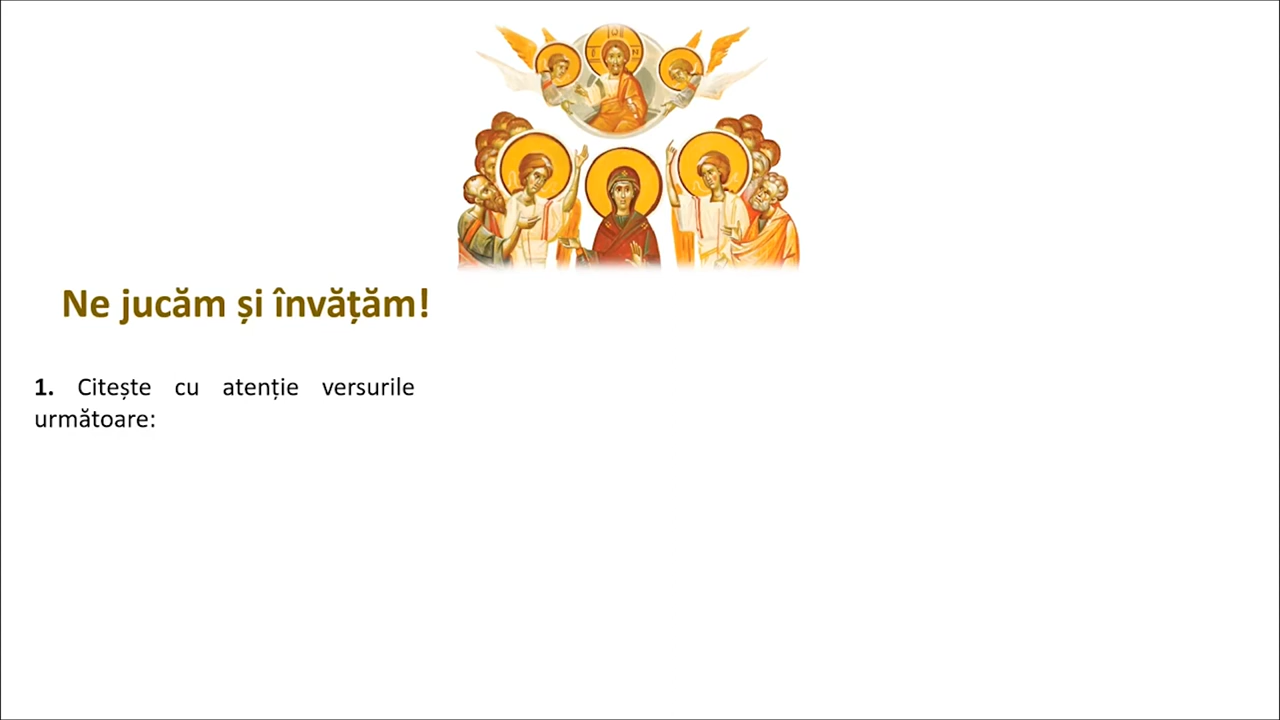 Ne jucăm și învățăm!
1. Citește cu atenție versurile
următoare: